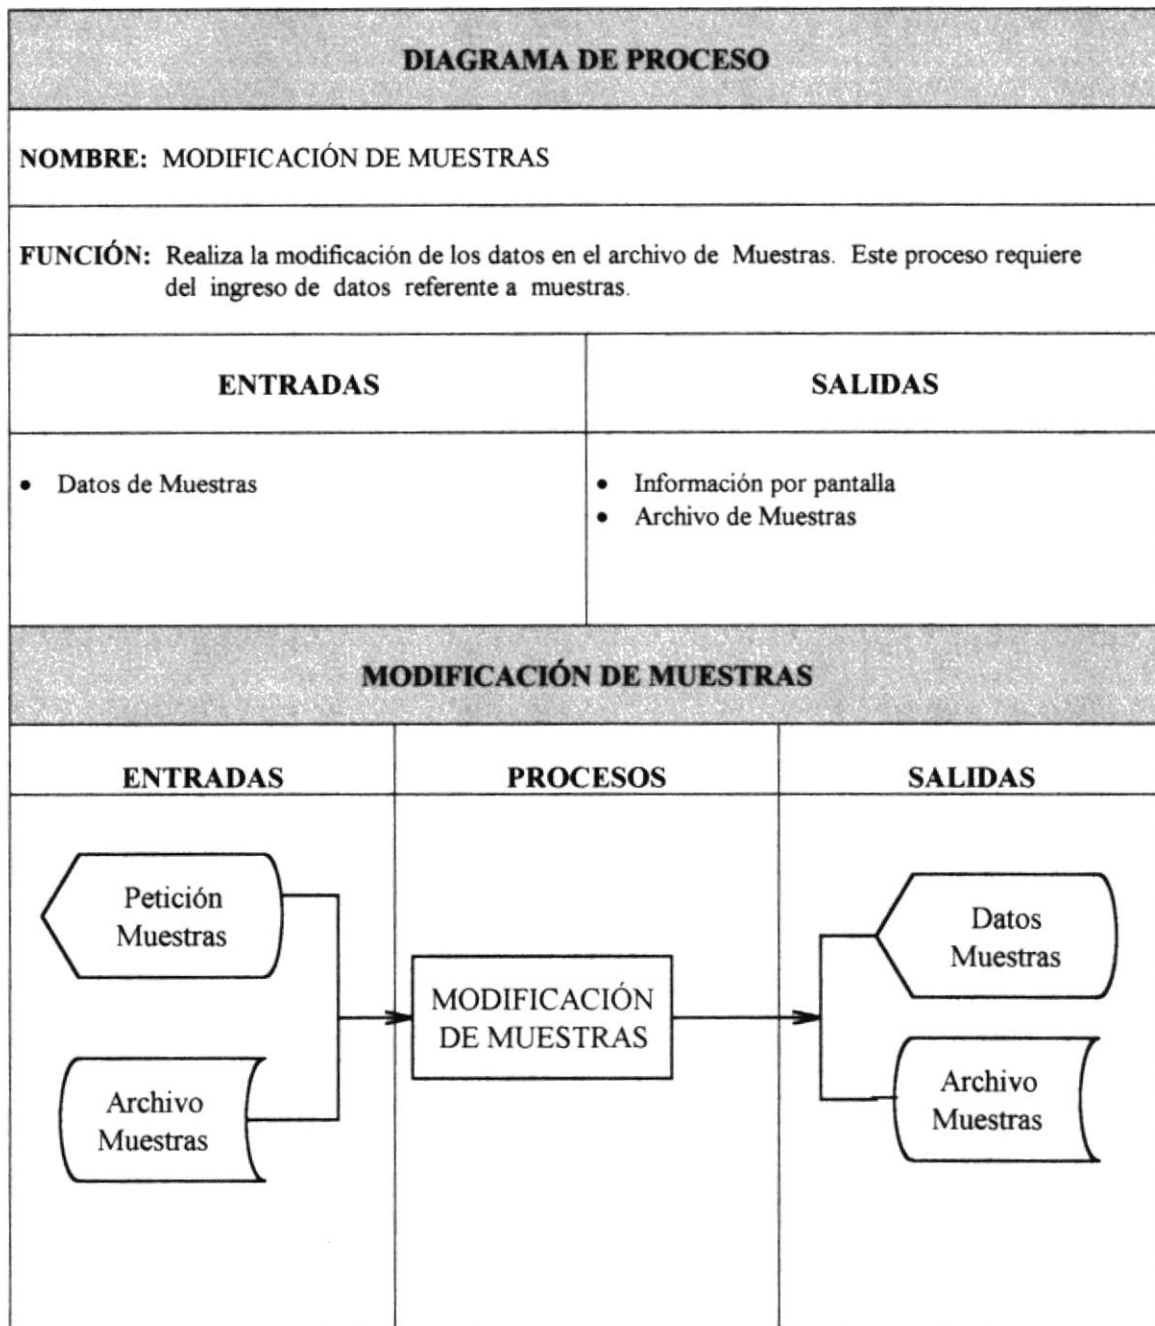 DIAGRAMA DE PROCESO
NOMBRE: MODIFICACIÓN DE MUESTRAS
FUNCIÓN: Realiza la modificación de los datos en el archivo de Muestras. Este proceso requiere
del ingreso de datos referente a muestras.
ENTRADAS
SALIDAS
• Datos de Muestras
• Información por pantalla
• Archivo de Muestras
MODIFICACIÓN DE MUESTRAS
ENTRADAS
PROCESOS
SALIDAS
Petición
Muestras
Archivo
Muestras
MODIFICACIÓN
DE MUESTRAS
Datos
Muestras
Archivo
Muestras